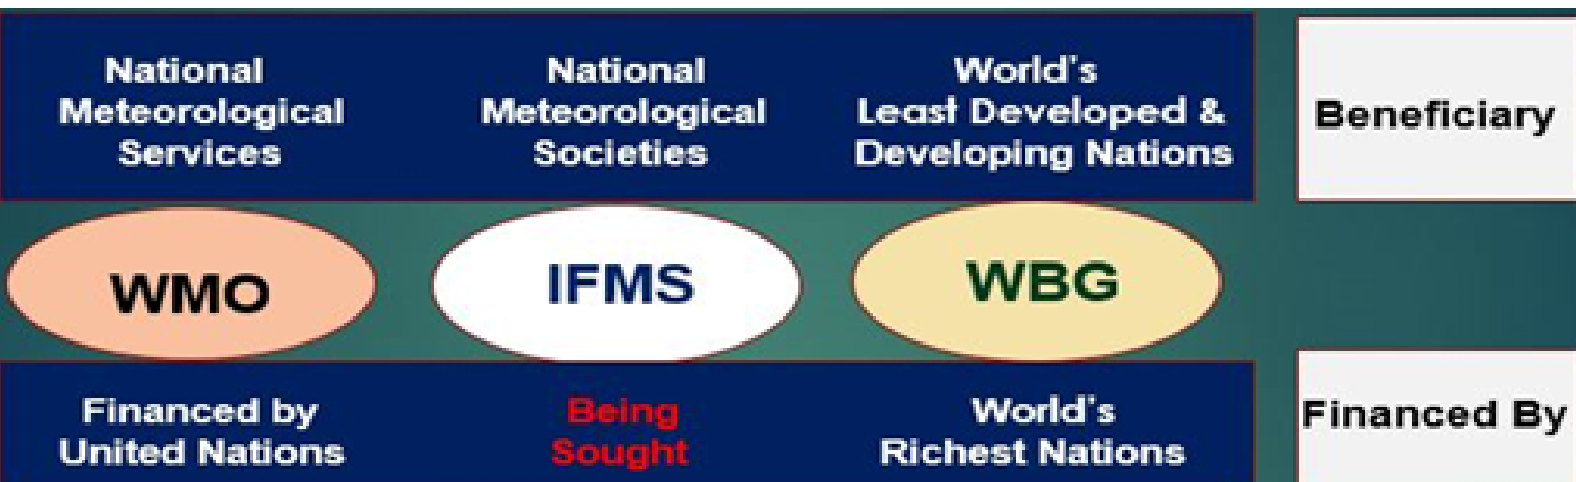 National
Meteorological
Services
National
Meteorological
Societies
World's
Least Developed &
Developing Nations
Beneficiary
WMO
IFMS
WBG
Financed by
United Nations
Being
Sought
World's
Richest Nations
Financed By